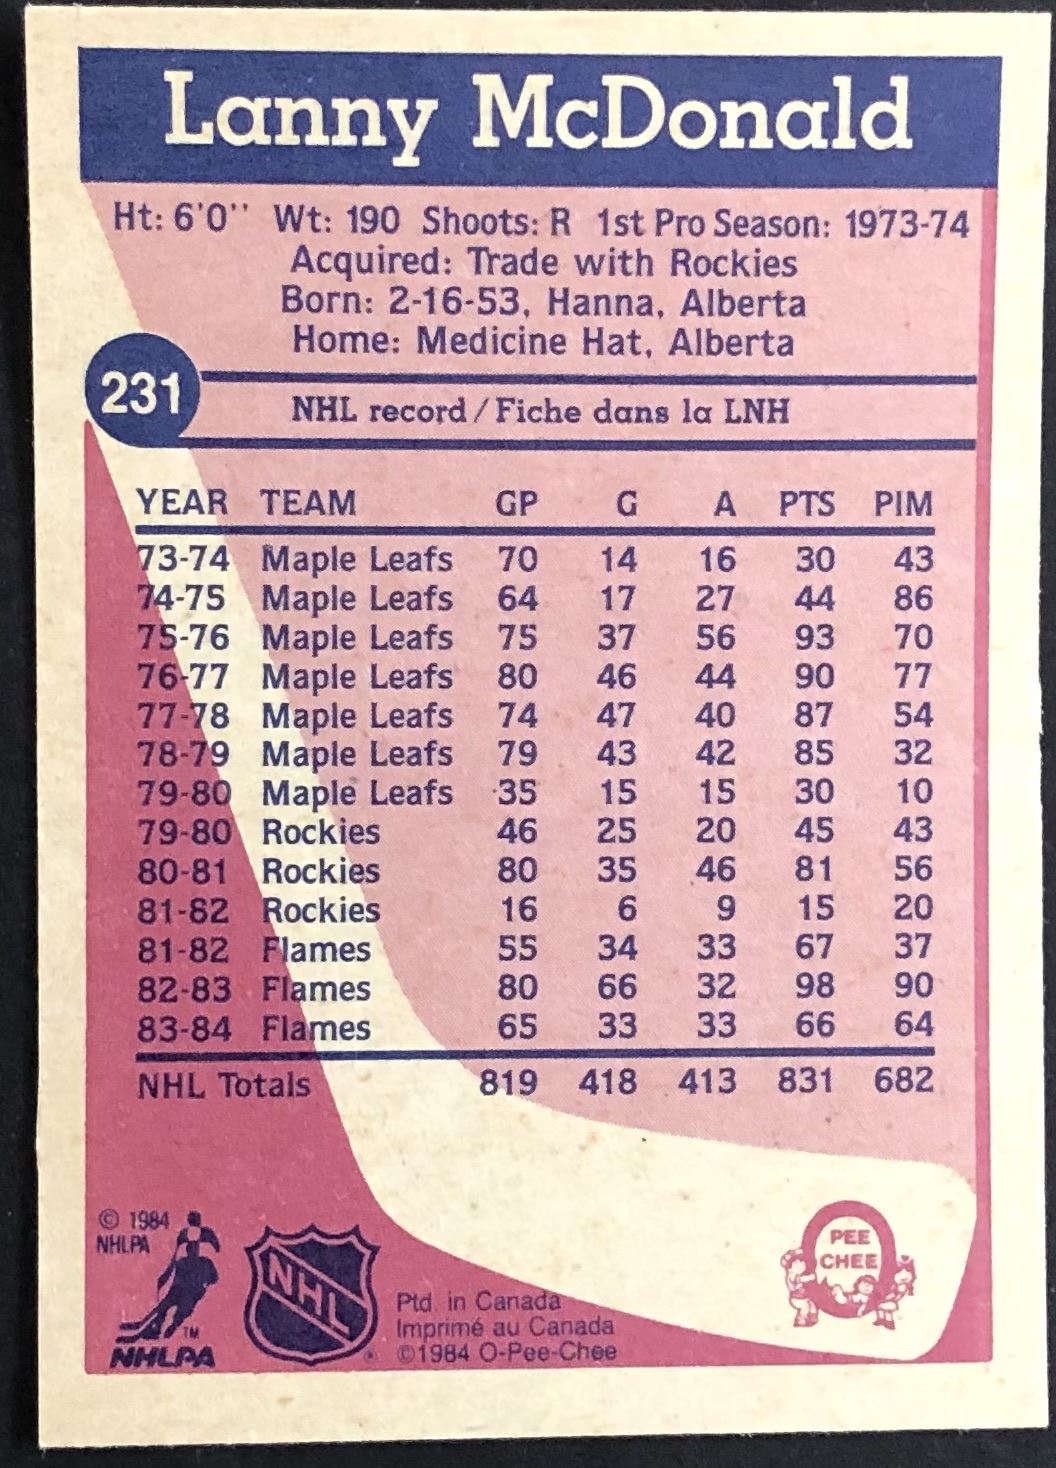 Lanny McDonald
Ht: 6'0'' Wt: 190 Shoots: R 1st Pro Season: 1973-74
Acquired: Trade with Rockies
Born: 2-16-53, Hanna, Alberta
Home: Medicine Hat, Alberta
231
NHL record / Fiche dans la LNH
YEAR TEAM GP G A PTS PIM
73-74 Maple Leafs 70 14 16 30 43
74-75 Maple Leafs 64 17 27 44 86
75-76 Maple Leafs 75 37 56 93 70
76-77 Maple Leafs 80 46 44 90 77
77-78 Maple Leafs 74 47 40 87 54
78-79 Maple Leafs 79 43 42 85 32
79-80 Maple Leafs 35 15 15 30 10
79-80 Rockies 46 25 20 45 43
80-81 Rockies 80 35 46 81 56
81-82 Rockies 16 6 9 15 20
81-82 Flames 55 34 33 67 37
82-83 Flames 80 66 32 98 90
83-84 Flames 65 33 33 66 64
NHL Totals 819 418 413 831 682
© 1984
NHLPA
TM
NHLPA
NHL
®
Ptd. in Canada
Imprimé au Canada
©1984 O-Pee-Chee
O
PEE
CHEE